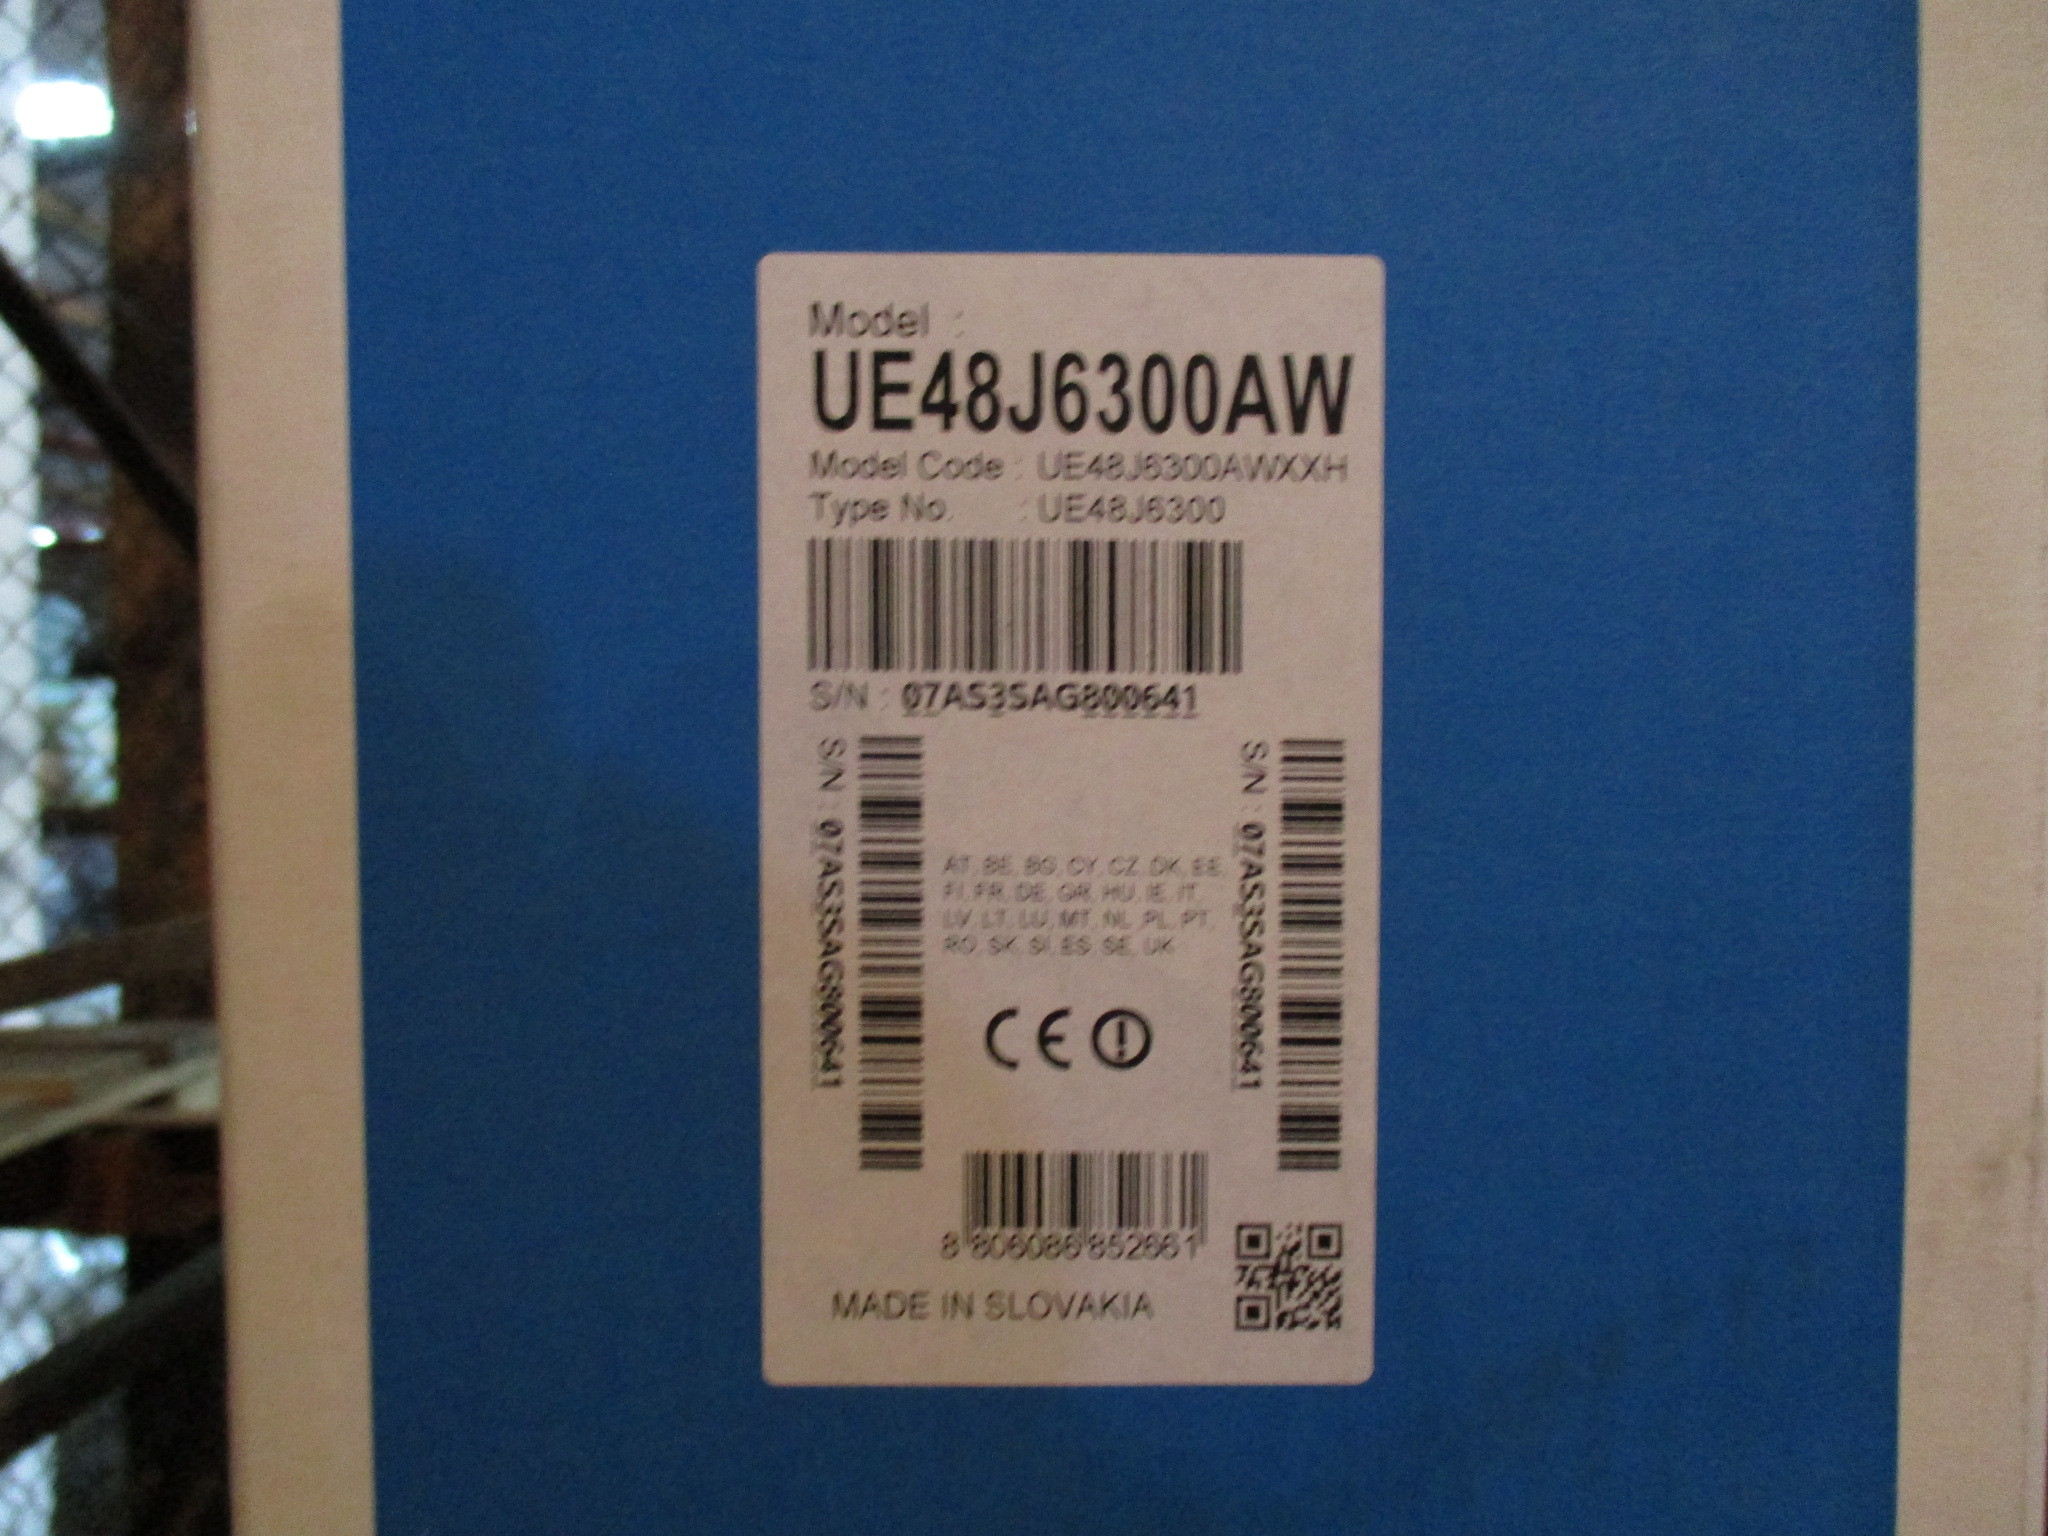 Model :
UE48J6300AW
Model Code : UE48J6300AWXXH
Type No. : UE48J6300
S/N : 07AS3SAG800641
S/N : 07AS3SAG800641
AT, BE, BG, CY, CZ, DK, EE,
FI, FR, DE, GR, HU, IE, IT,
LV, LT, LU, MT, NL, PL, PT,
RO, SK, SI, ES, SE, UK
S/N : 07AS3SAG800641
CE
8 806086 852661
MADE IN SLOVAKIA